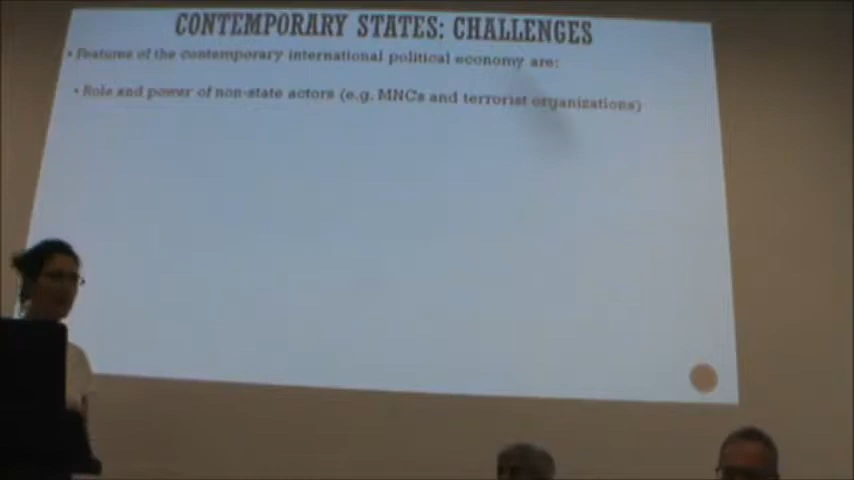 CONTEMPORARY STATES: CHALLENGES
• Features of the contemporary international political economy are:
• Role and power of non-state actors (e.g. MNCs and terrorist organizations)